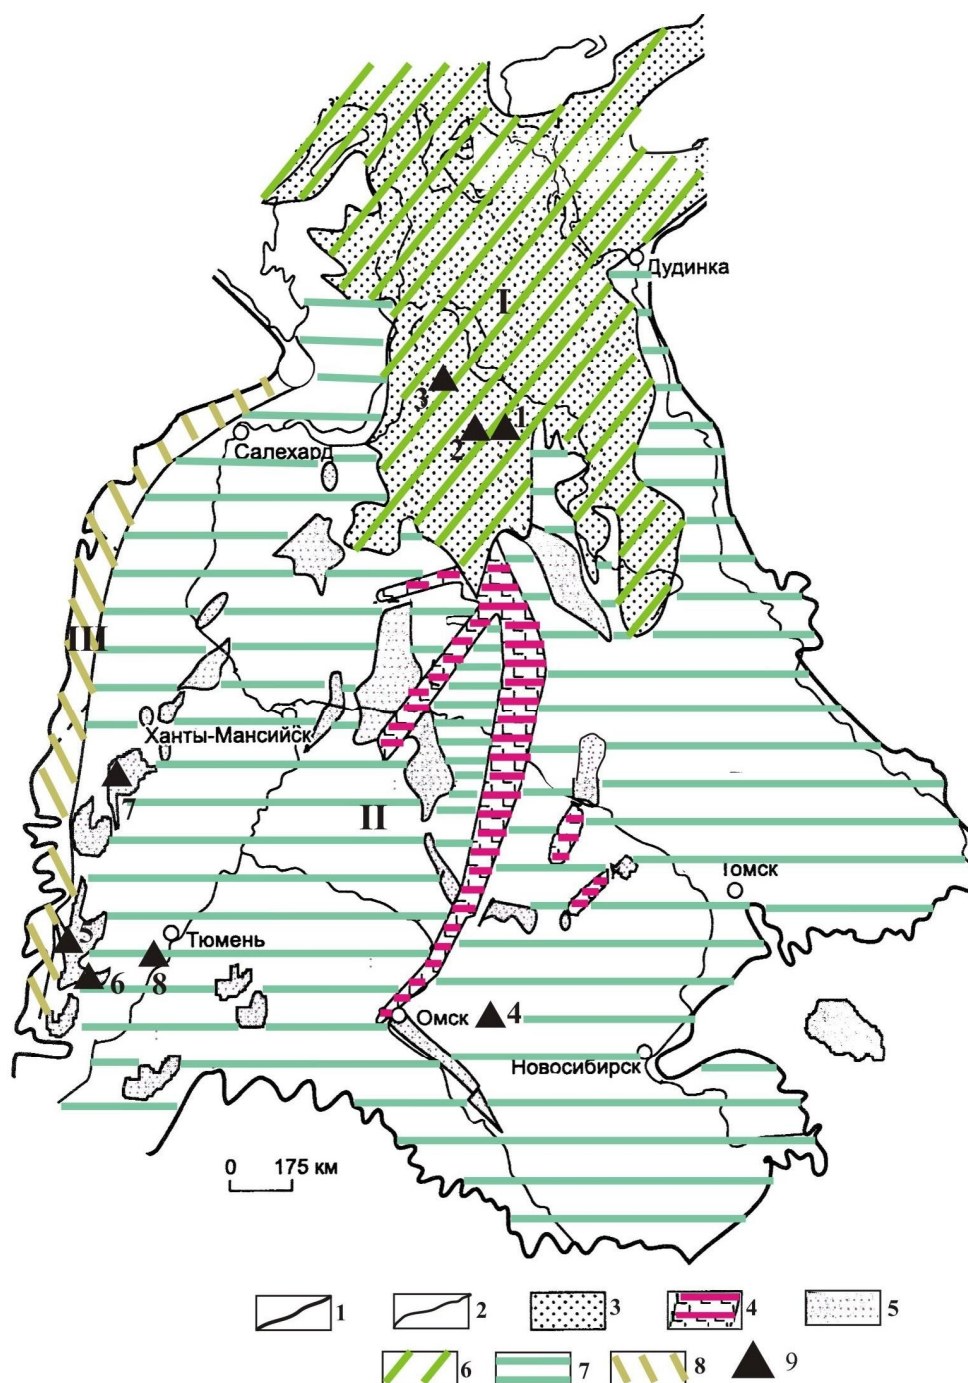 Дудинка
I
3
1
2
Салехард
III
Ханты-Мансийск
7
II
Томск
5
Тюмень
6
8
Омск
4
Новосибирск
0 175 км
1 2 3 4 5
6 7 8 9